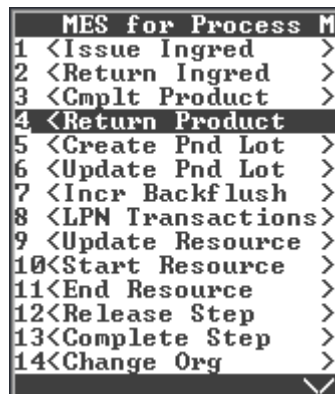 MES for Process M
1 <Issue Ingred >
2 <Return Ingred >
3 <Cmplt Product >
4 <Return Product
5 <Create Pnd Lot >
6 <Update Pnd Lot >
7 <Incr Backflush >
8 <LPN Transactions>
9 <Update Resource >
10<Start Resource >
11<End Resource >
12<Release Step >
13<Complete Step >
14<Change Org >